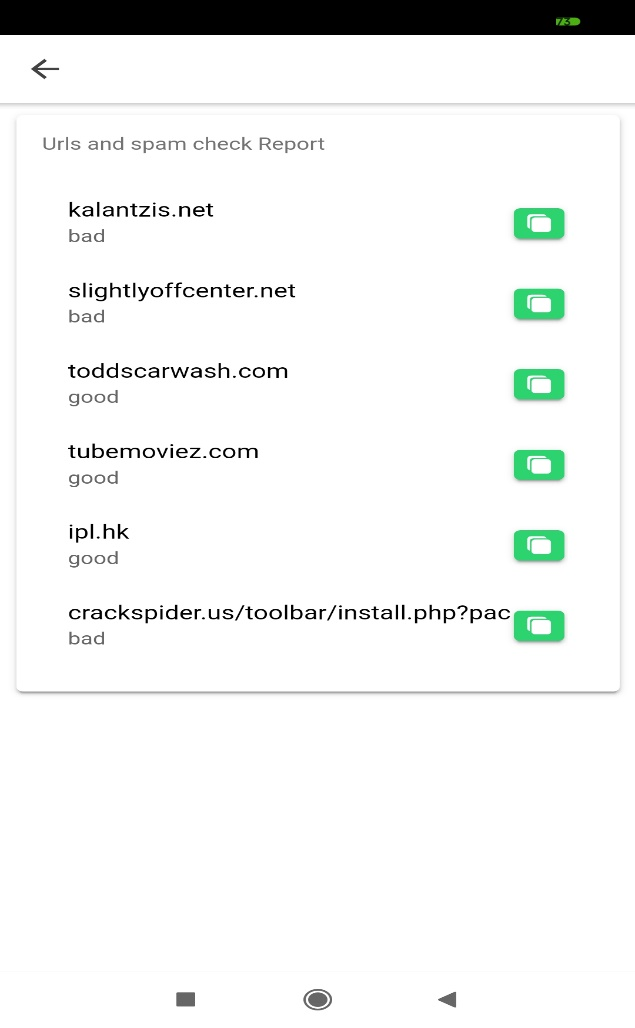 73
Urls and spam check Report
kalantzis.net
bad
slightlyoffcenter.net
bad
toddscarwash.com
good
tubemoviez.com
good
ipl.hk
good
crackspider.us/toolbar/install.php?pac
bad